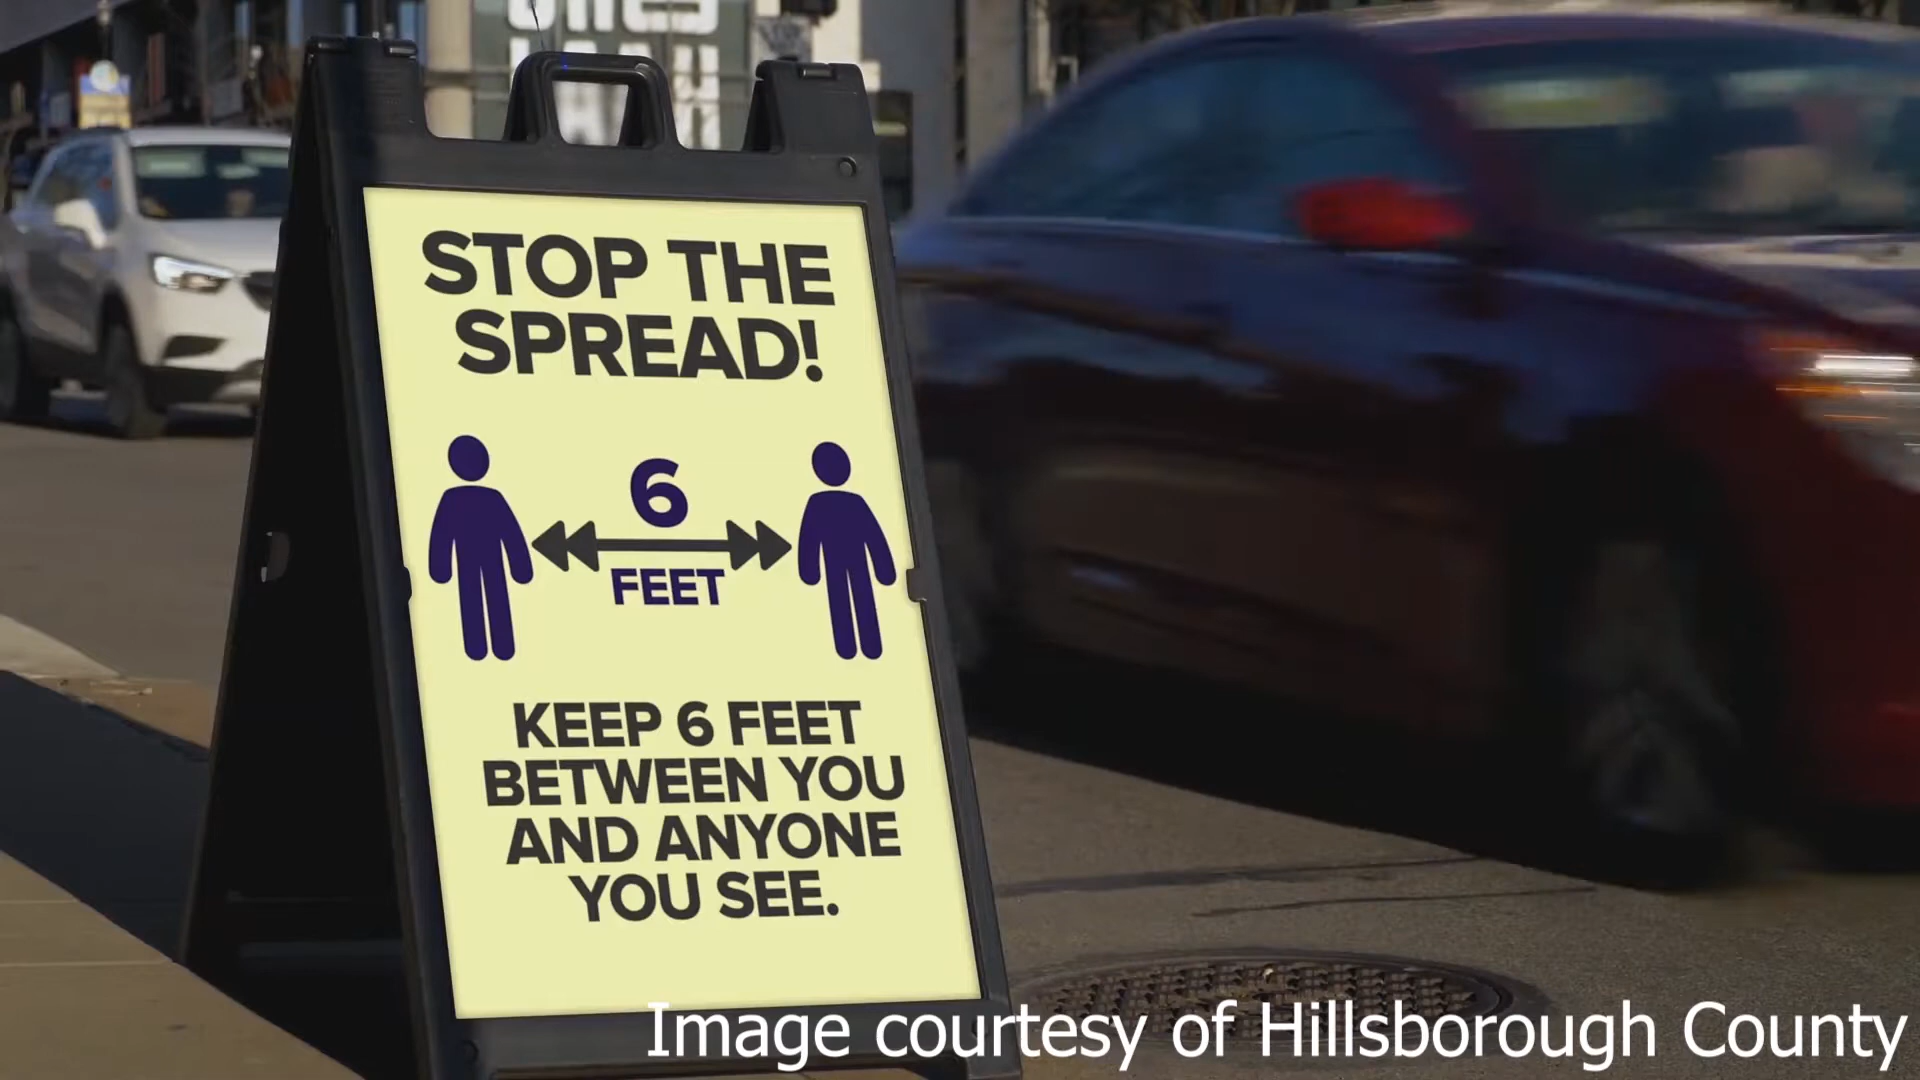 STOP THE
SPREAD!
6
FEET
KEEP 6 FEET
BETWEEN YOU
AND ANYONE
YOU SEE.
Image courtesy of Hillsborough County